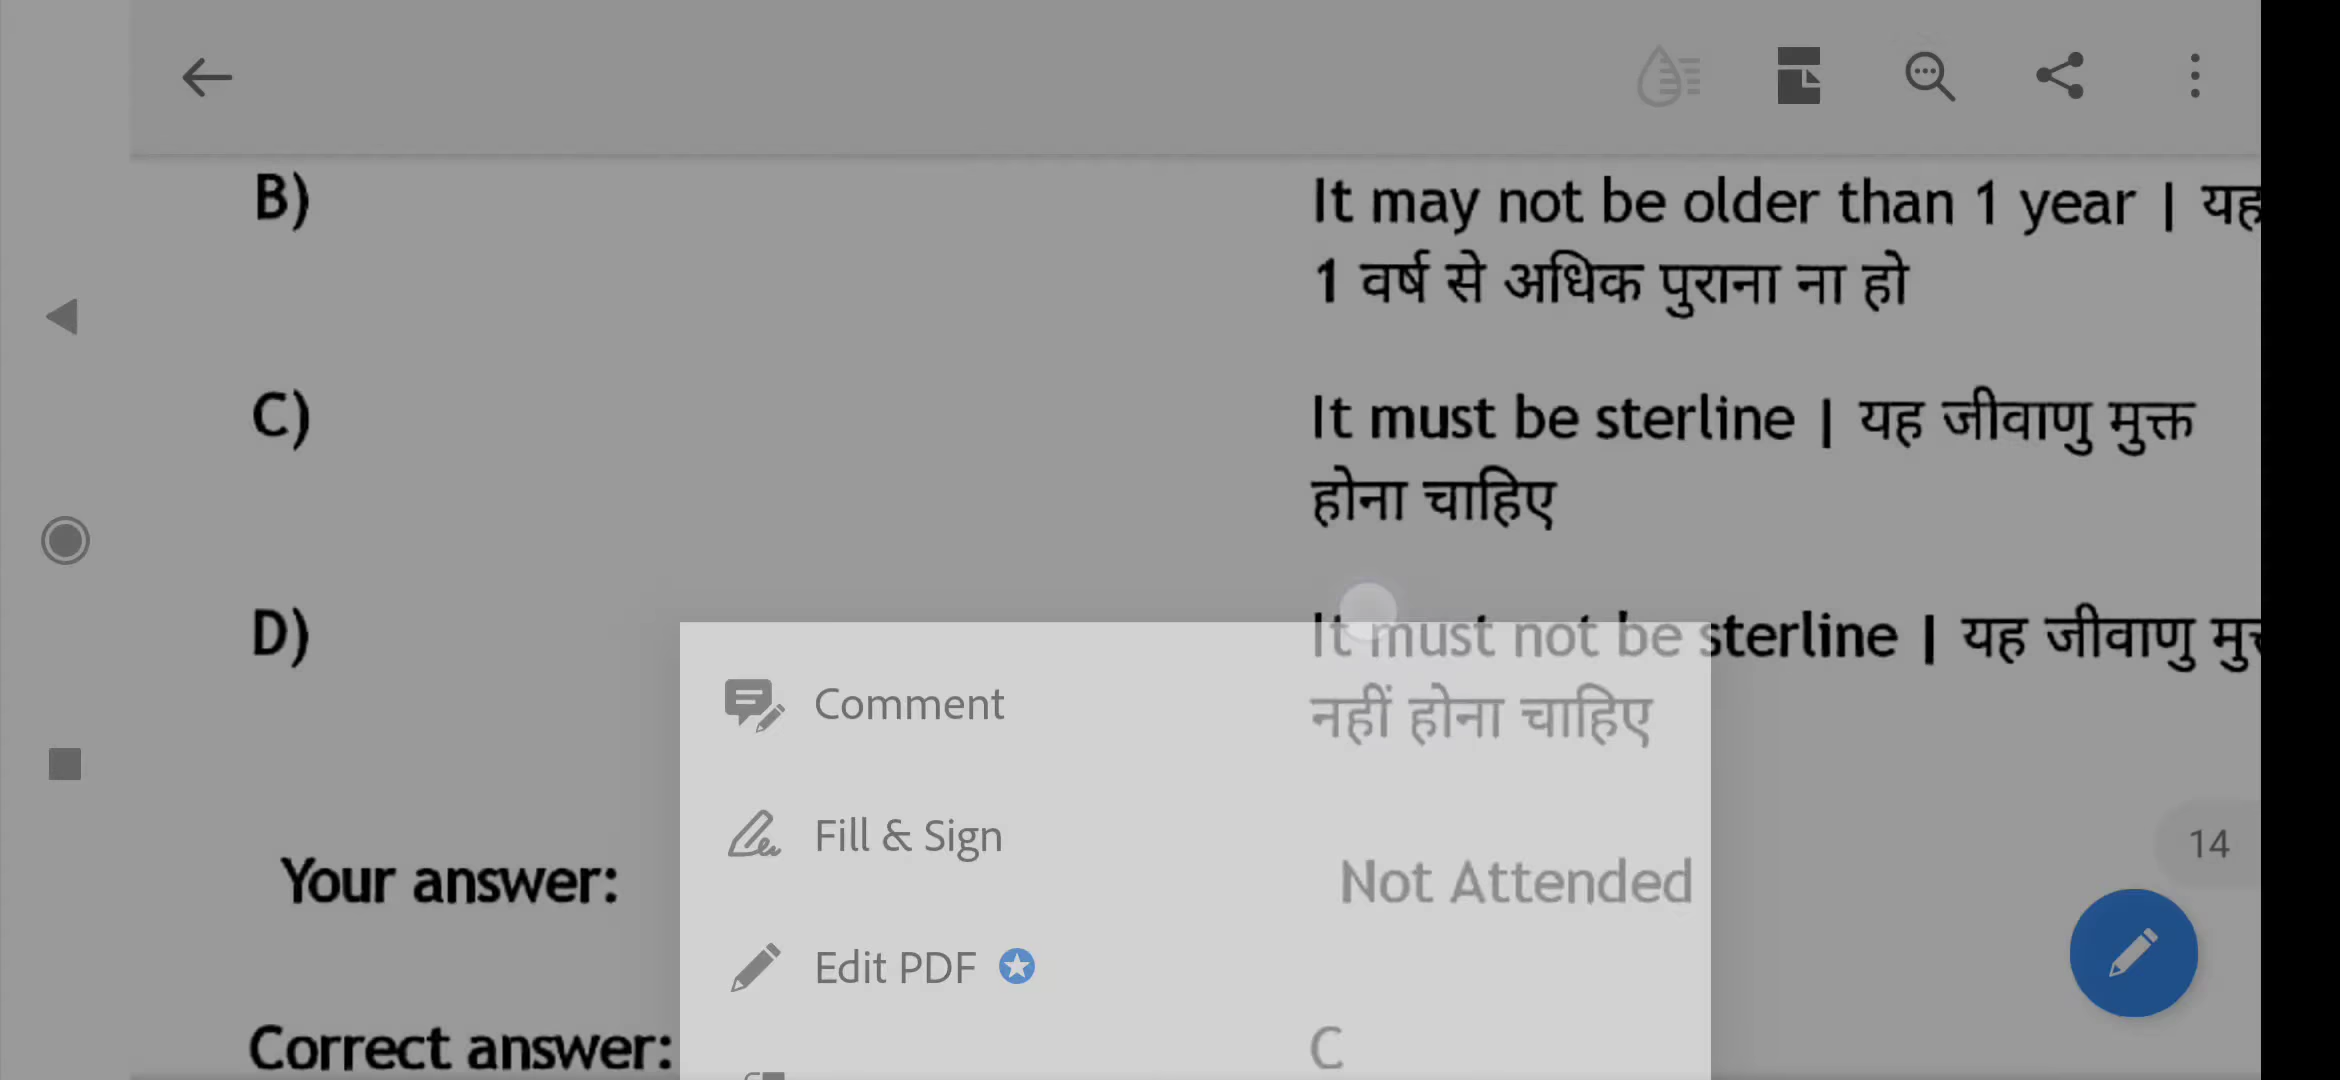 B) It may not be older than 1 year | यह
1 वर्ष से अधिक पुराना ना हो
C) It must be sterline | यह जीवाणु मुक्त
होना चाहिए
D) It must not be sterline | यह जीवाणु
नहीं होना चाहिए
Comment
Fill & Sign
14
Your answer: Not Attended
Edit PDF
Correct answer: C